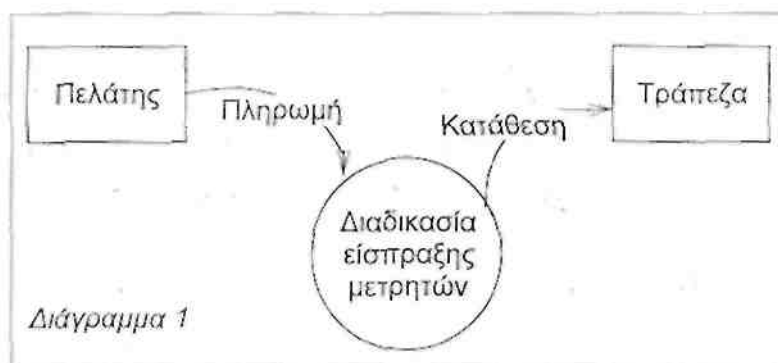 Πελάτης
Πληρωμή
Κατάθεση
Τράπεζα
Διαδικασία
είσπραξης
μετρητών
Διάγραμμα 1